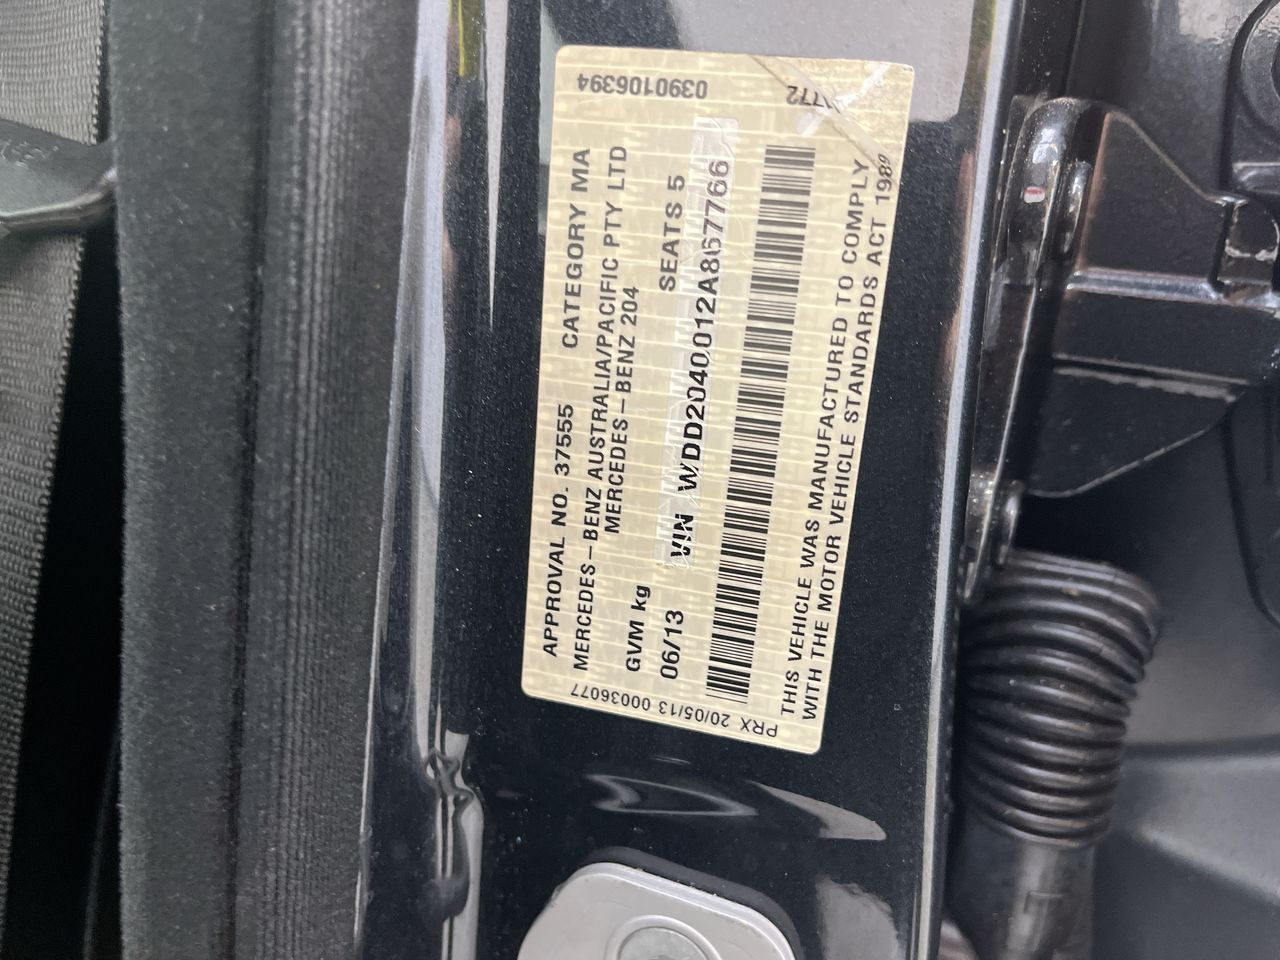 APPROVAL NO. 37555 CATEGORY MA
MERCEDES-BENZ AUSTRALIA/PACIFIC PTY LTD
MERCEDES-BENZ 204
GVM kg SEATS 5
06/13 VIN WDD2040012A867766
THIS VEHICLE WAS MANUFACTURED TO COMPLY
WITH THE MOTOR VEHICLE STANDARDS ACT 1989
PRX 20/05/13 00036077
0390106394